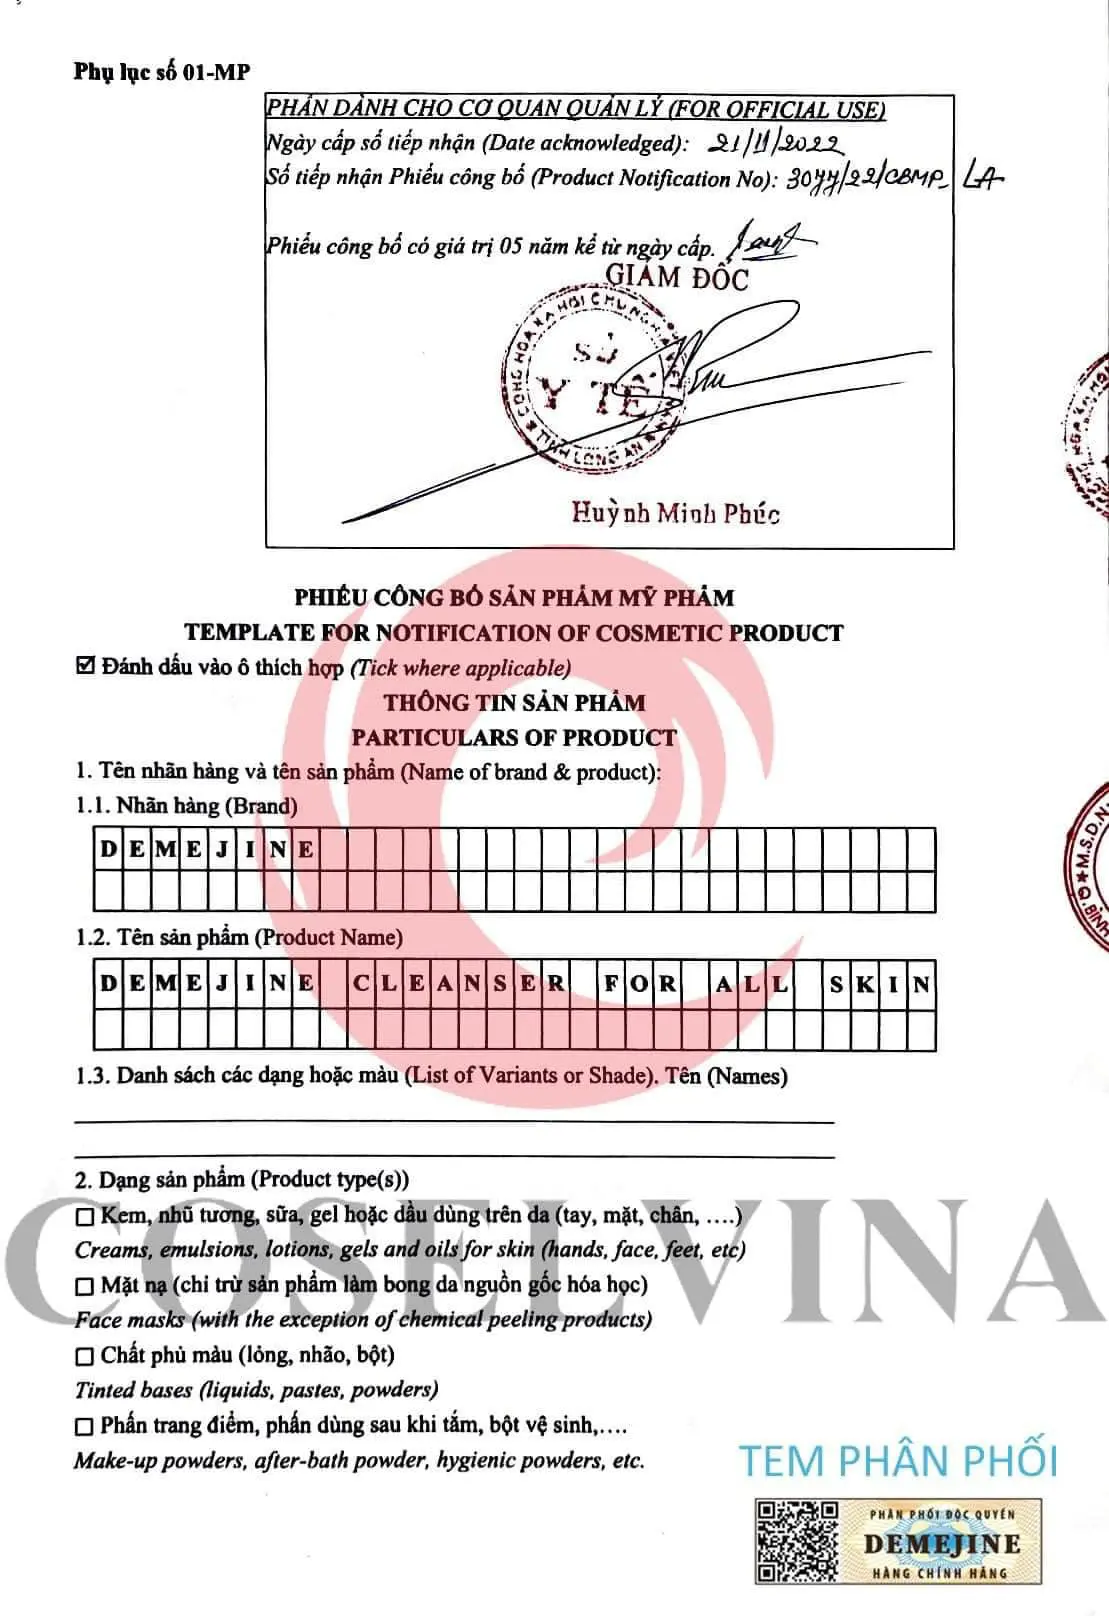 Phụ lục số 01-MP
PHẦN DÀNH CHO CƠ QUAN QUẢN LÝ (FOR OFFICIAL USE)
Ngày cấp số tiếp nhận (Date acknowledged): 21/11/2022
Số tiếp nhận Phiếu công bố (Product Notification No): 3077/22/CBMP_LA
Phiếu công bố có giá trị 05 năm kể từ ngày cấp.
GIÁM ĐỐC
CỘNG HÒA XÃ HỘI CHỦ NGHĨA
SỞ
Y TẾ
TỈNH LONG AN
Huỳnh Minh Phúc
PHIẾU CÔNG BỐ SẢN PHẨM MỸ PHẨM
TEMPLATE FOR NOTIFICATION OF COSMETIC PRODUCT
☑ Đánh dấu vào ô thích hợp (Tick where applicable)
THÔNG TIN SẢN PHẨM
PARTICULARS OF PRODUCT
1. Tên nhãn hàng và tên sản phẩm (Name of brand & product):
1.1. Nhãn hàng (Brand)
DEMEJINE
M.S.D.N
1.2. Tên sản phẩm (Product Name)
DEMEJINE CLEANSER FOR ALL SKIN
1.3. Danh sách các dạng hoặc màu (List of Variants or Shade). Tên (Names)
2. Dạng sản phẩm (Product type(s))
☐ Kem, nhũ tương, sữa, gel hoặc dầu dùng trên da (tay, mặt, chân, ….)
Creams, emulsions, lotions, gels and oils for skin (hands, face, feet, etc)
COSELVINA
☐ Mặt nạ (chỉ trừ sản phẩm làm bong da nguồn gốc hóa học)
Face masks (with the exception of chemical peeling products)
☐ Chất phủ màu (lỏng, nhão, bột)
Tinted bases (liquids, pastes, powders)
☐ Phấn trang điểm, phấn dùng sau khi tắm, bột vệ sinh,….
Make-up powders, after-bath powder, hygienic powders, etc.
TEM PHÂN PHỐI
PHÂN PHỐI ĐỘC QUYỀN
DEMEJINE
HÀNG CHÍNH HÃNG